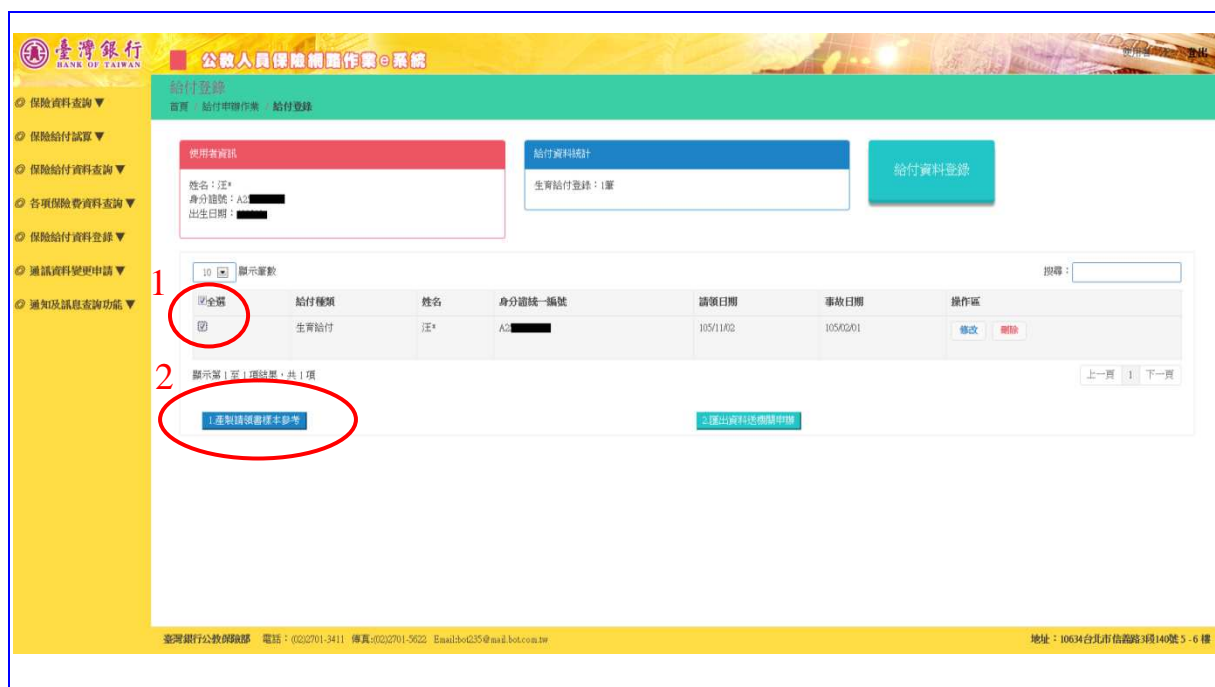 臺灣銀行
BANK OF TAIWAN
公教人員保險網路作業e系統
使用者
登出
給付登錄
首頁 / 給付申辦作業 / 給付登錄
保險資料查詢▼
保險給付試算▼
保險給付資料查詢▼
各項保險費資料查詢▼
保險給付資料登錄▼
通訊資料變更申請▼
通知及訊息查詢功能▼
使用者資訊
姓名：汪*
身分證號：A2
出生日期：
給付資料統計
生育給付登錄：1筆
給付資料登錄
1
10 顯示筆數
搜尋：
全選 給付種類 姓名 身分證統一編號 請領日期 事故日期 操作區
生育給付 汪* A2 105/11/02 105/02/01 修改 刪除
2
顯示第 1 至 1 項結果，共 1 項
上一頁 1 下一頁
1.產製請領書樣本參考
2.匯出資料送機關申辦
臺灣銀行公教保險部 電話：(02)2701-3411 傳真:(02)2701-5622 Email:bot235@mail.bot.com.tw
地址：10634台北市信義路3段140號 5 - 6 樓